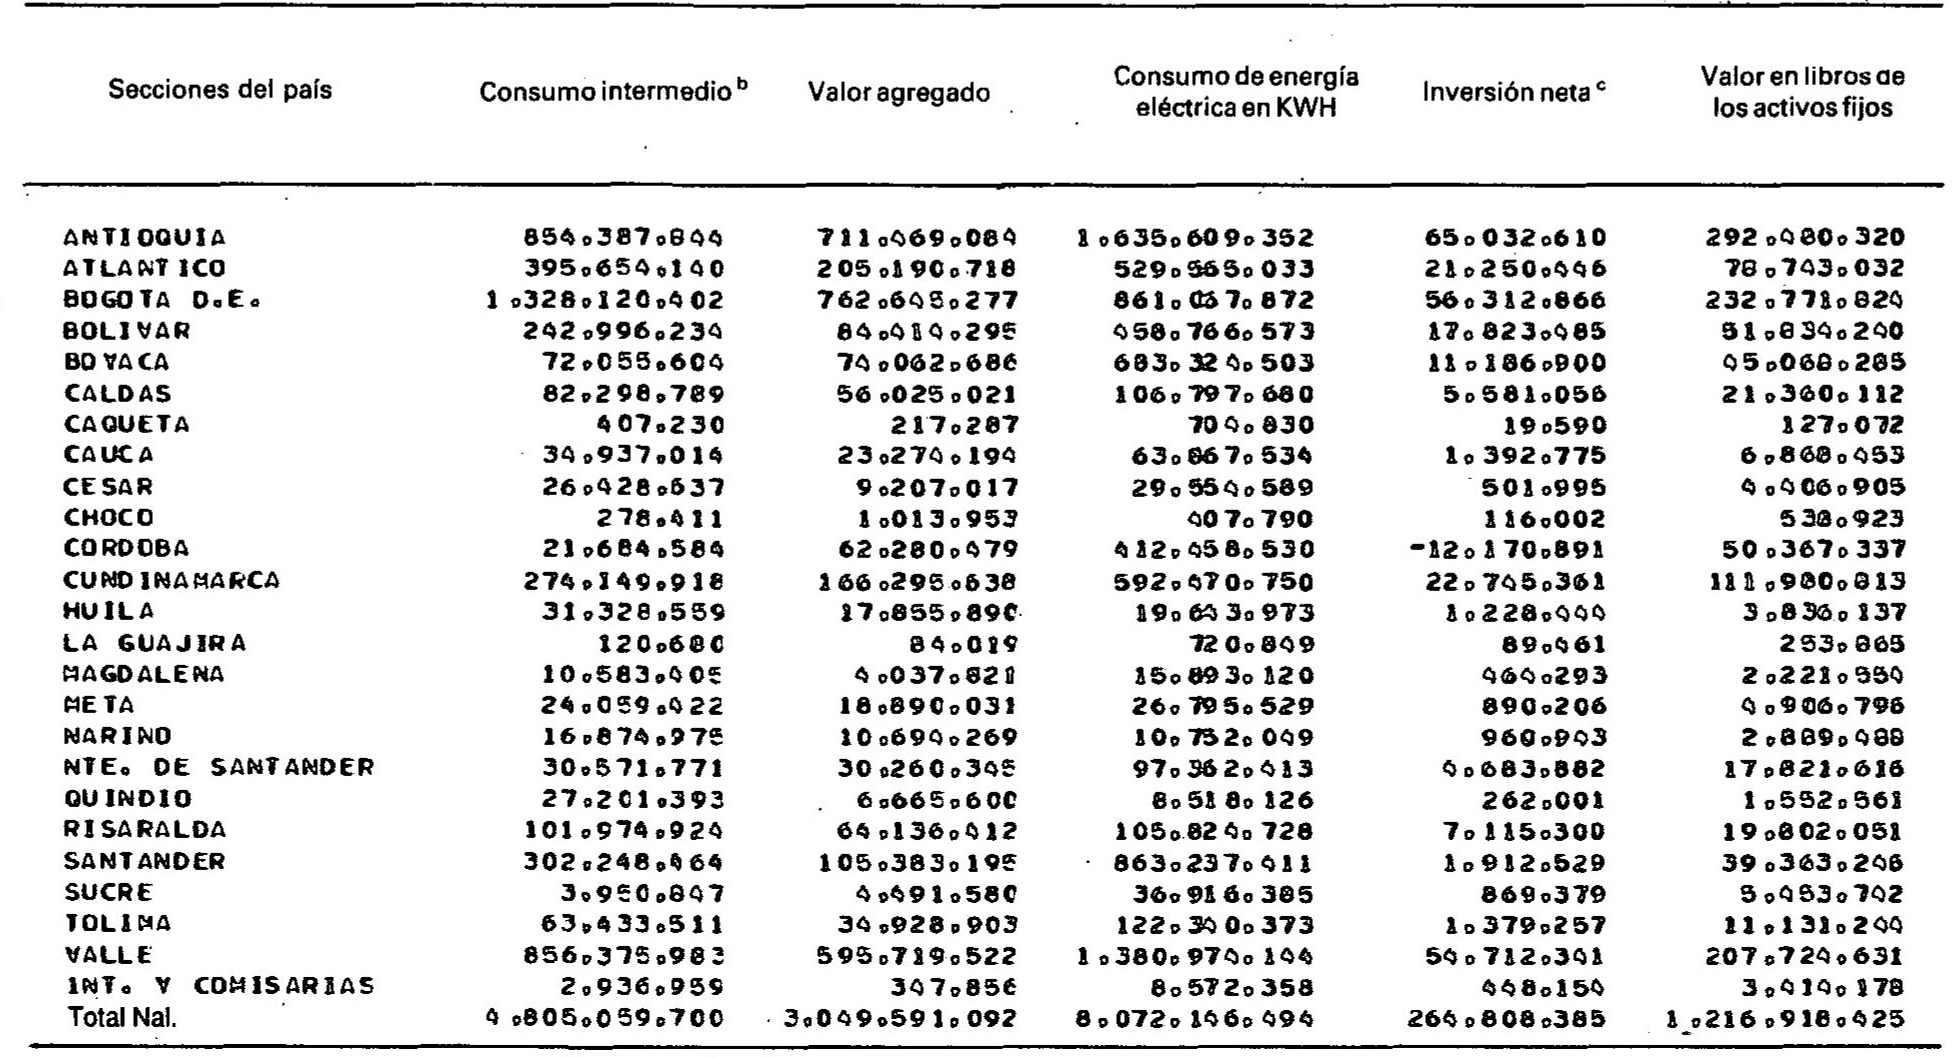 Secciones del país Consumo intermedio b Valor agregado Consumo de energía eléctrica en KWH Inversión neta c Valor en libros de los activos fijos
ANTIOQUIA 854.387.844 711.469.084 1.635.609.352 65.032.610 292.480.320
ATLANTICO 395.654.140 205.190.718 529.565.033 21.250.446 78.743.032
BOGOTA D.E. 1.328.120.402 762.645.277 861.067.872 56.312.866 232.771.824
BOLIVAR 242.996.234 84.414.295 458.766.573 17.823.485 51.834.240
BOYACA 72.055.604 74.062.686 683.324.503 11.186.900 45.068.285
CALDAS 82.298.789 56.025.021 106.797.680 5.581.056 21.360.112
CAQUETA 407.230 217.287 704.830 19.590 127.072
CAUCA 34.937.014 23.274.194 63.867.534 1.392.775 6.868.453
CESAR 26.428.637 9.207.017 29.554.589 501.995 4.406.905
CHOCO 278.411 1.013.953 407.790 116.002 538.923
CORDOBA 21.684.584 62.280.479 412.458.530 -12.170.891 50.367.337
CUNDINAMARCA 274.149.918 166.295.638 592.470.750 22.745.361 111.980.813
HUILA 31.328.559 17.855.890 19.643.973 1.228.444 3.836.137
LA GUAJIRA 120.680 84.019 720.849 89.461 253.865
MAGDALENA 10.583.405 4.037.821 15.893.120 464.293 2.221.554
META 24.059.422 18.890.031 26.795.529 890.206 4.906.796
NARINO 16.874.975 10.694.269 10.752.049 960.943 2.889.488
NTE. DE SANTANDER 30.571.771 30.260.345 97.362.413 4.683.882 17.821.616
QUINDIO 27.201.393 6.665.600 8.518.126 262.001 1.552.561
RISARALDA 101.974.924 64.136.412 105.824.728 7.115.300 19.802.051
SANTANDER 302.248.464 105.383.195 863.237.411 1.912.529 39.363.246
SUCRE 3.950.847 4.491.580 36.916.385 869.379 5.453.742
TOLIMA 63.433.511 34.928.903 122.340.373 1.379.257 11.131.244
VALLE 856.375.983 595.719.522 1.380.974.144 54.712.341 207.724.631
INT. Y COMISARIAS 2.936.959 347.856 8.572.358 448.154 3.414.178
Total Nal. 4.805.059.700 3.049.591.092 8.072.146.494 264.808.385 1.216.918.425